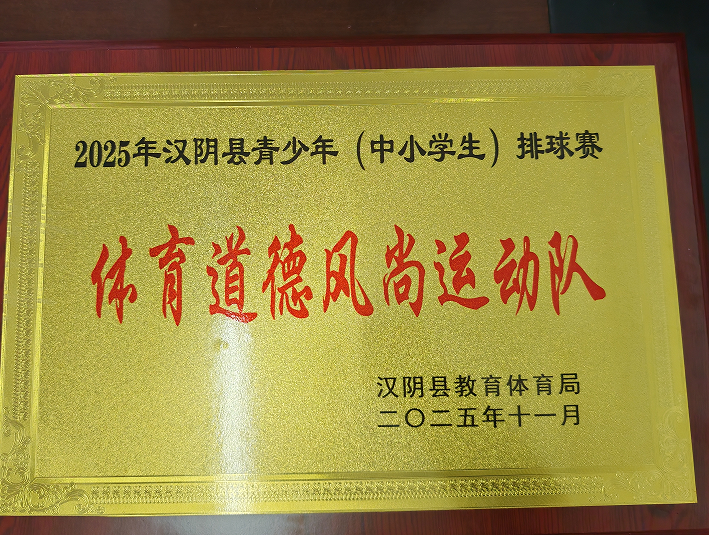 2025年汉阴县青少年（中小学生）排球赛
体育道德风尚运动队
汉阴县教育体育局
二〇二五年十一月